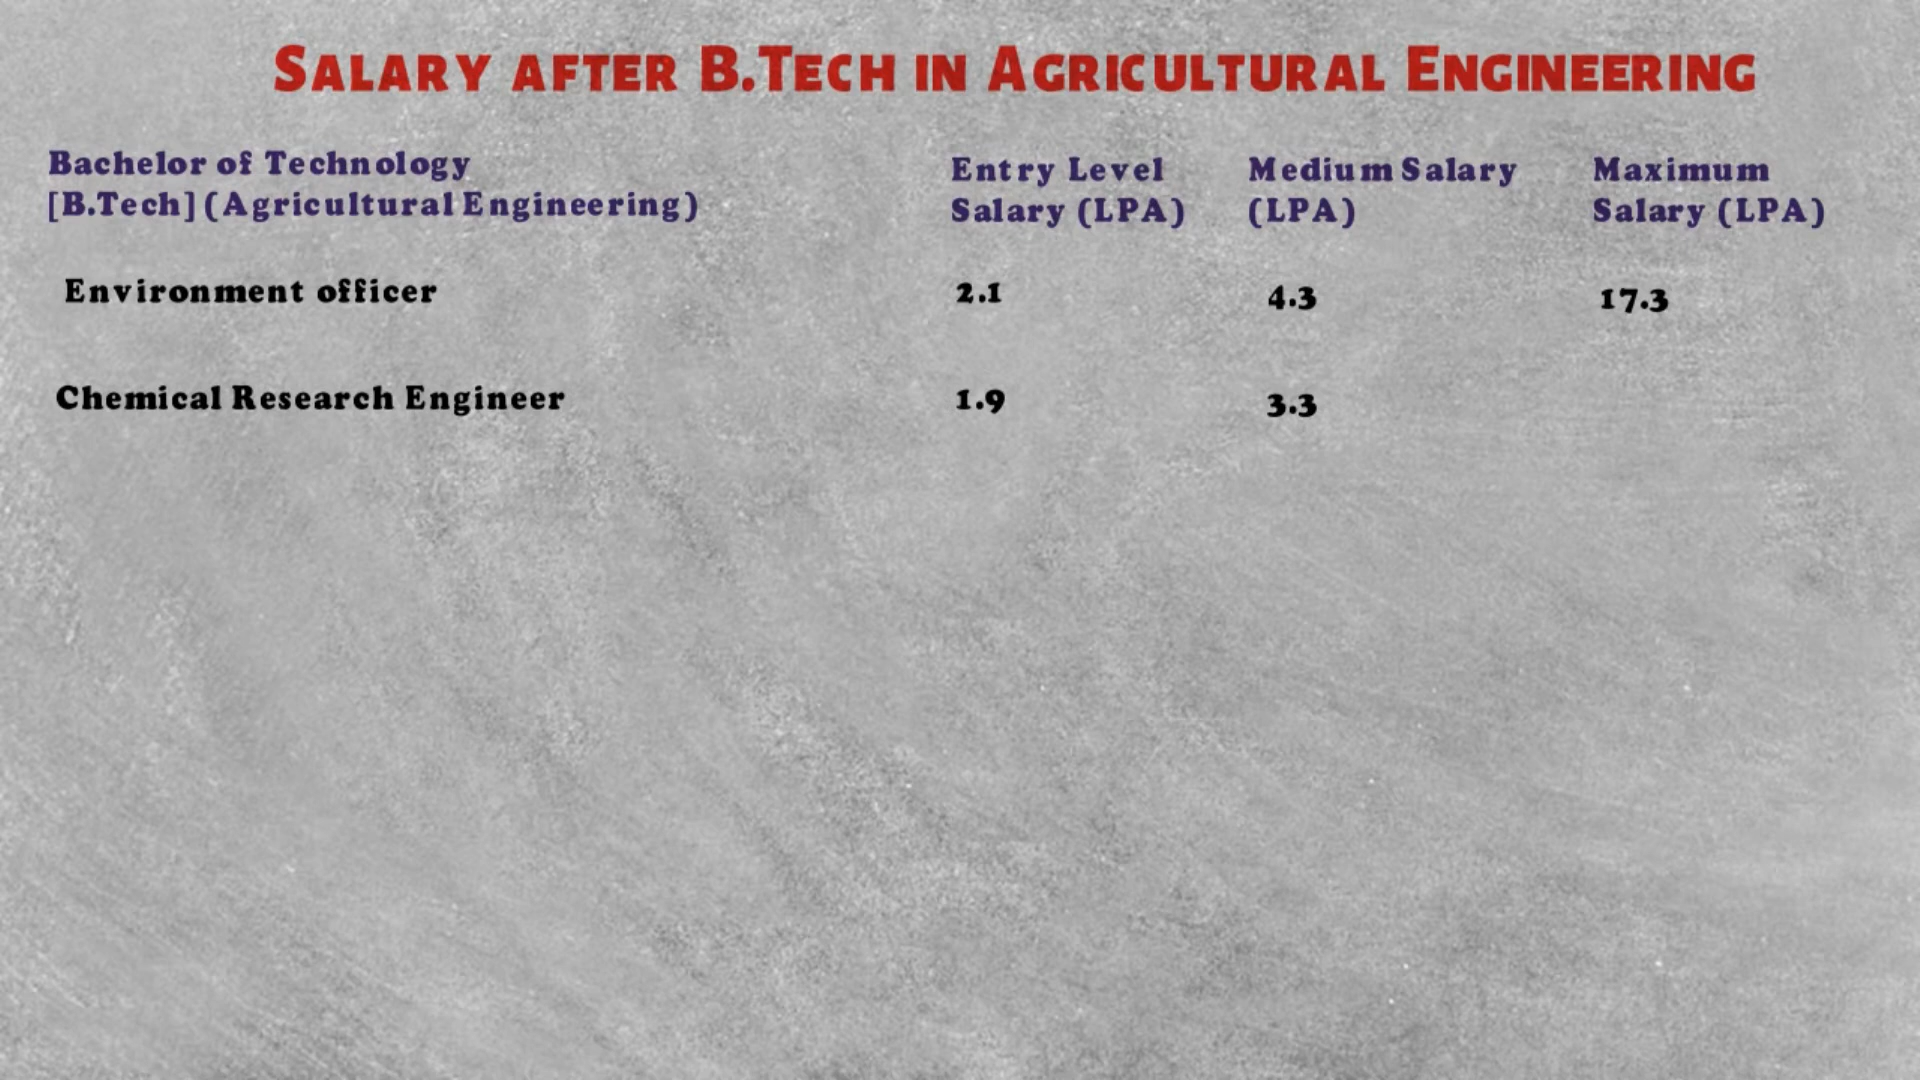 SALARY AFTER B.TECH IN AGRICULTURAL ENGINEERING
Bachelor of Technology
[B.Tech] (Agricultural Engineering)
Entry Level
Salary (LPA)
Medium Salary
(LPA)
Maximum
Salary (LPA)
Environment officer 2.1 4.3 17.3
Chemical Research Engineer 1.9 3.3